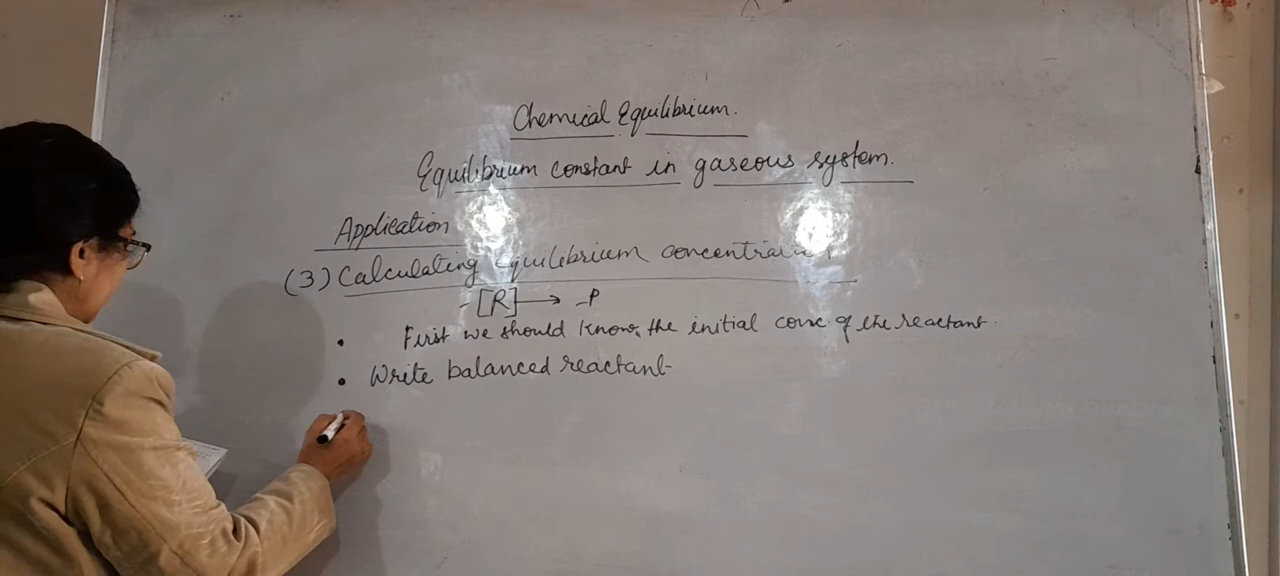 Chemical Equilibrium.
Equilibrium constant in gaseous system.
Application
(3) Calculating equilibrium concentration
[R] → P
• First we should know, the initial conc of the reactant.
• Write balanced reactant